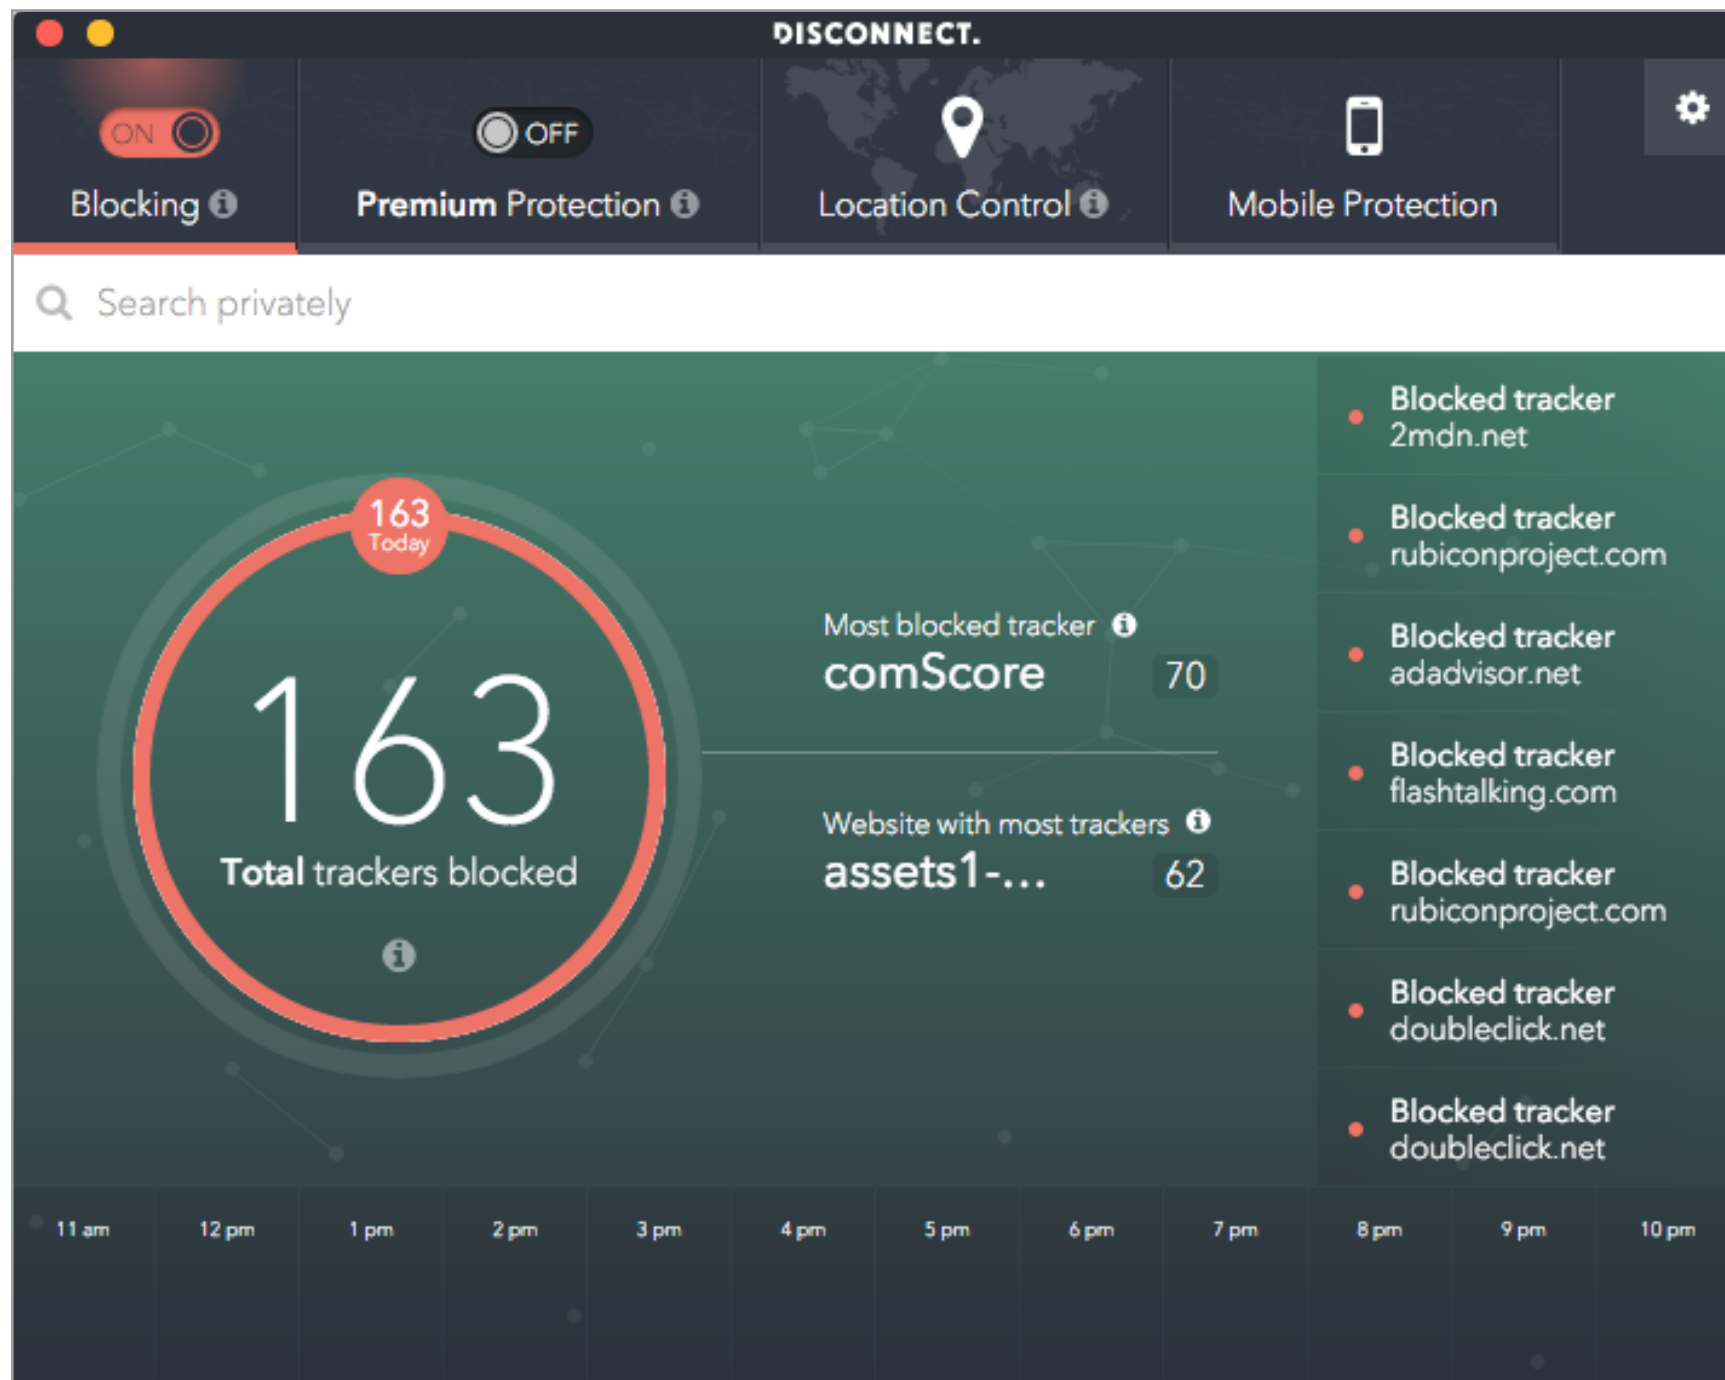 DISCONNECT.
ON
OFF
Blocking
Premium Protection
Location Control
Mobile Protection
Search privately
163
Today
163
Total trackers blocked
Most blocked tracker
comScore 70
Website with most trackers
assets1-... 62
Blocked tracker
2mdn.net
Blocked tracker
rubiconproject.com
Blocked tracker
adadvisor.net
Blocked tracker
flashtalking.com
Blocked tracker
rubiconproject.com
Blocked tracker
doubleclick.net
Blocked tracker
doubleclick.net
11 am 12 pm 1 pm 2 pm 3 pm 4 pm 5 pm 6 pm 7 pm 8 pm 9 pm 10 pm